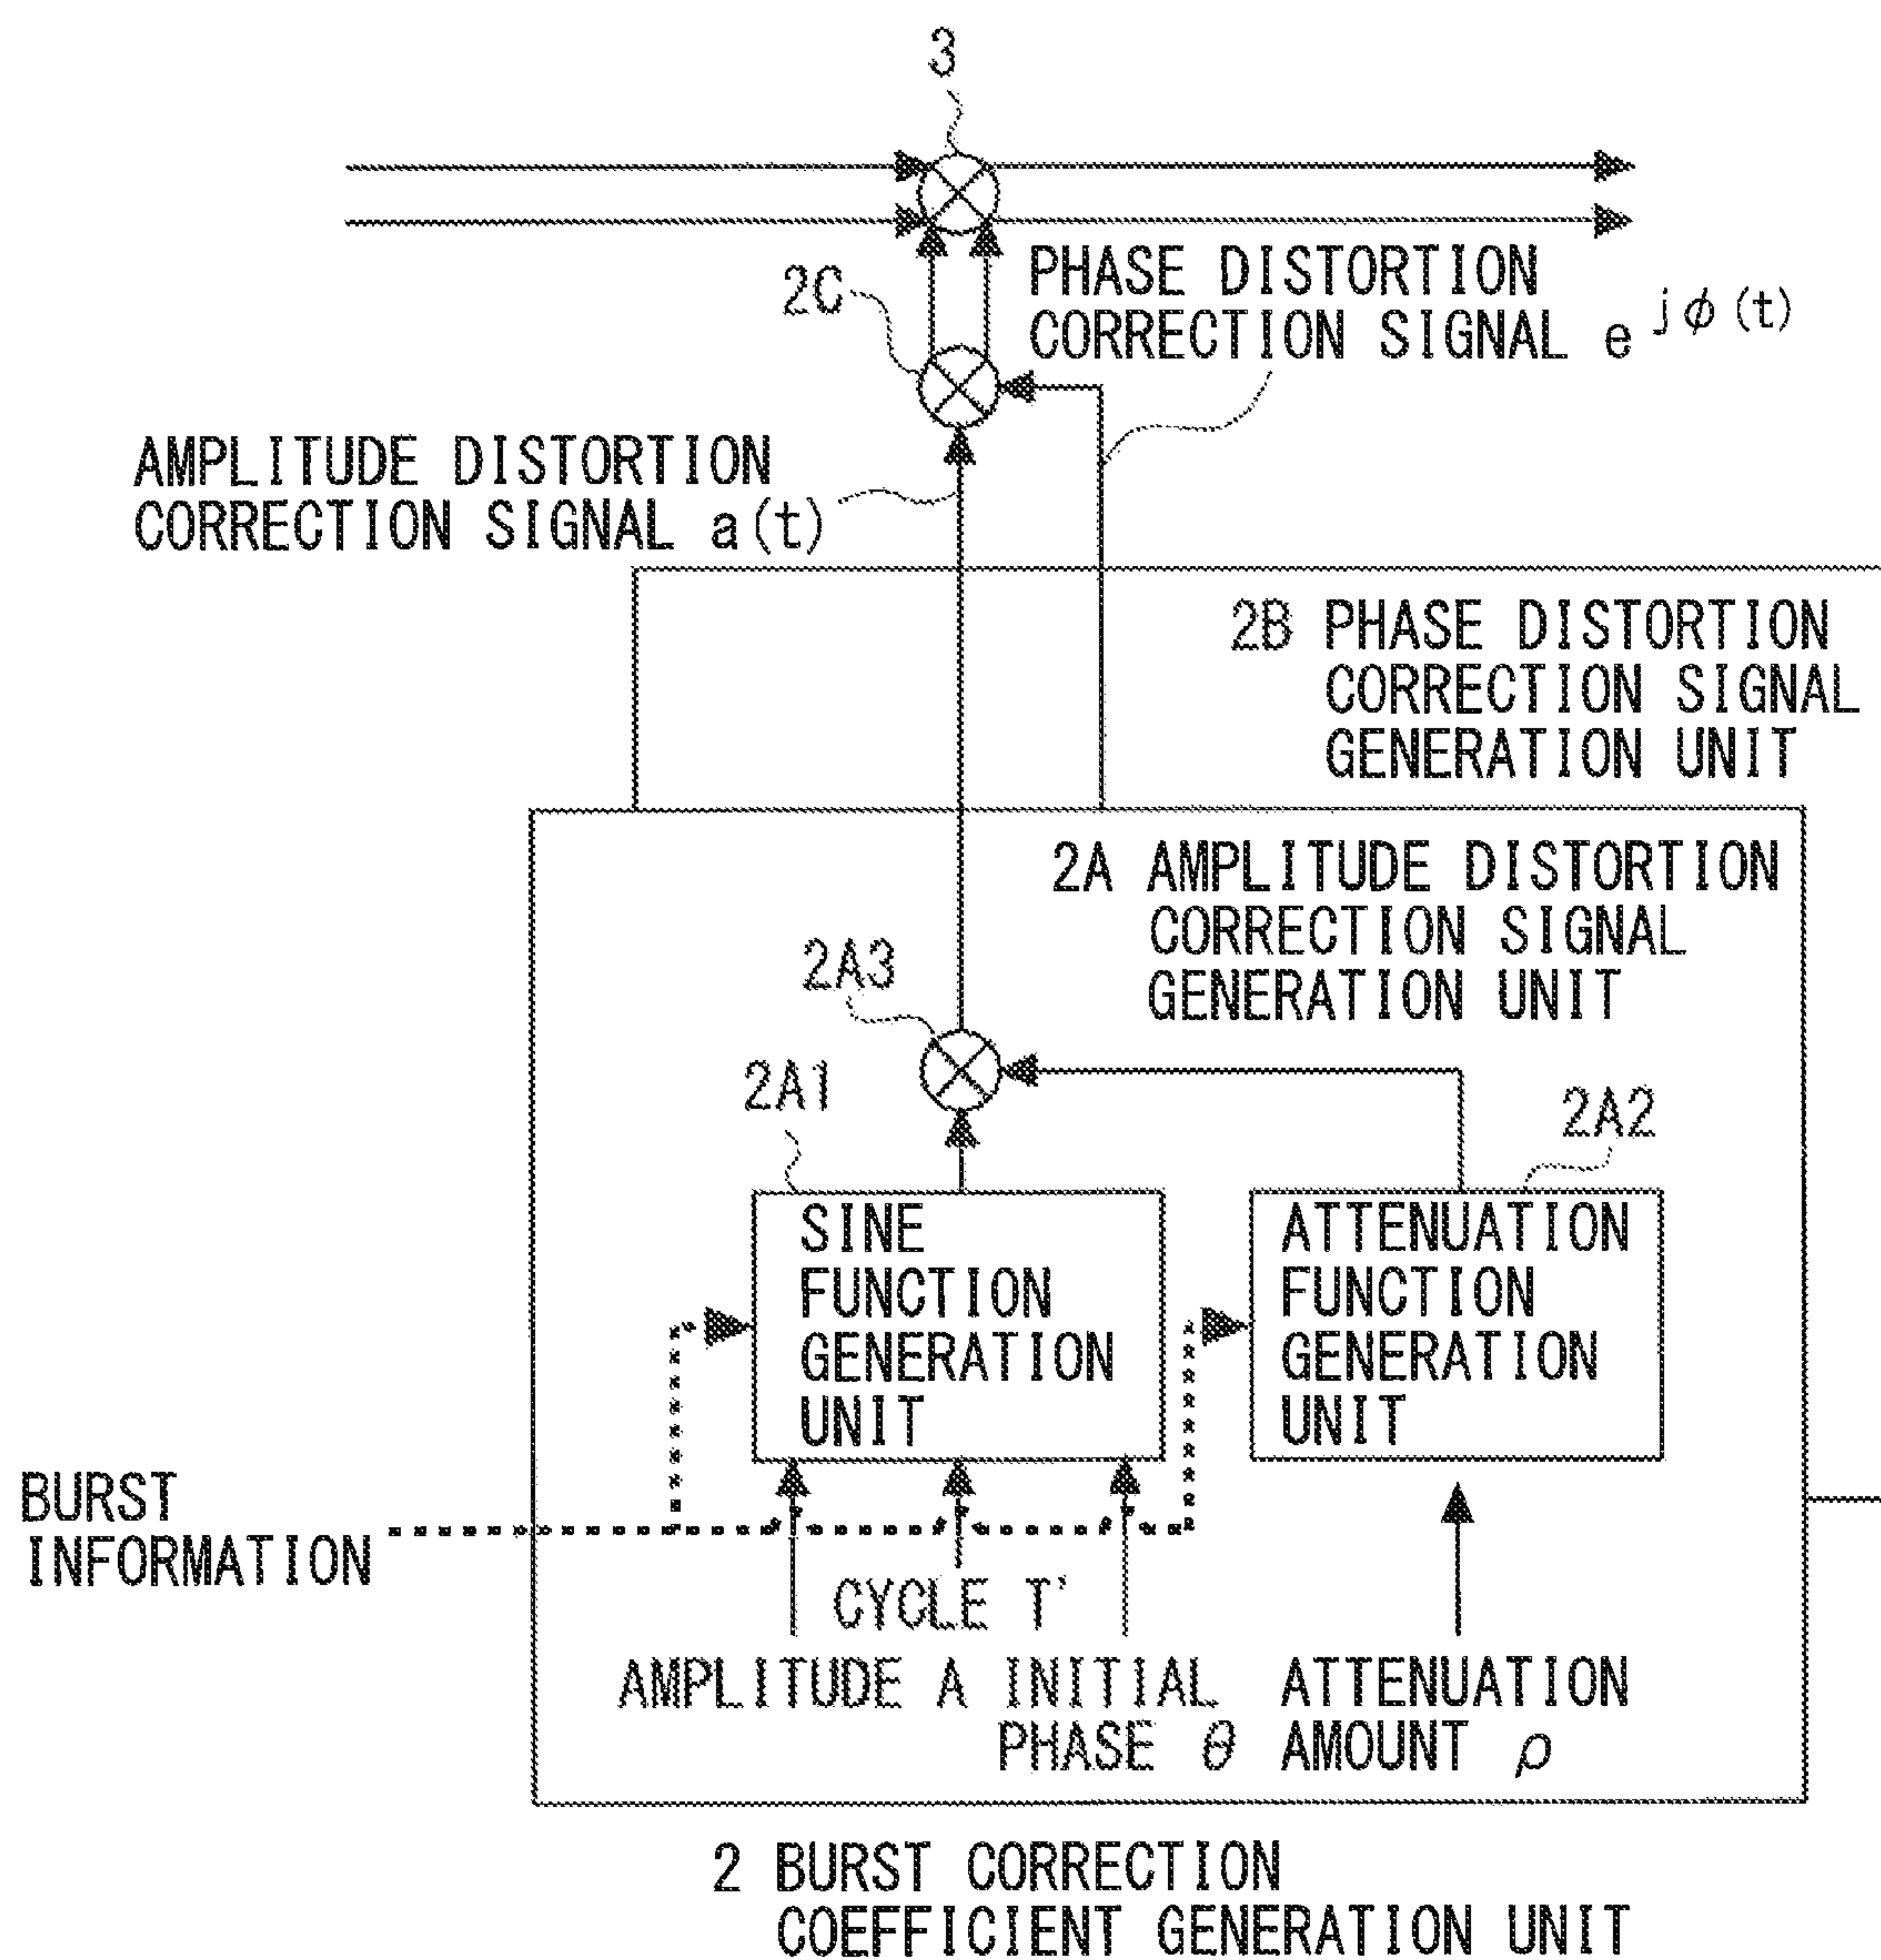 3
2C
PHASE DISTORTION
CORRECTION SIGNAL e^jφ(t)
AMPLITUDE DISTORTION
CORRECTION SIGNAL a(t)
2B PHASE DISTORTION
CORRECTION SIGNAL
GENERATION UNIT
2A AMPLITUDE DISTORTION
CORRECTION SIGNAL
GENERATION UNIT
2A3
2A1
2A2
SINE
FUNCTION
GENERATION
UNIT
ATTENUATION
FUNCTION
GENERATION
UNIT
BURST
INFORMATION
CYCLE T'
AMPLITUDE A
INITIAL
PHASE θ
ATTENUATION
AMOUNT ρ
2 BURST CORRECTION
COEFFICIENT GENERATION UNIT